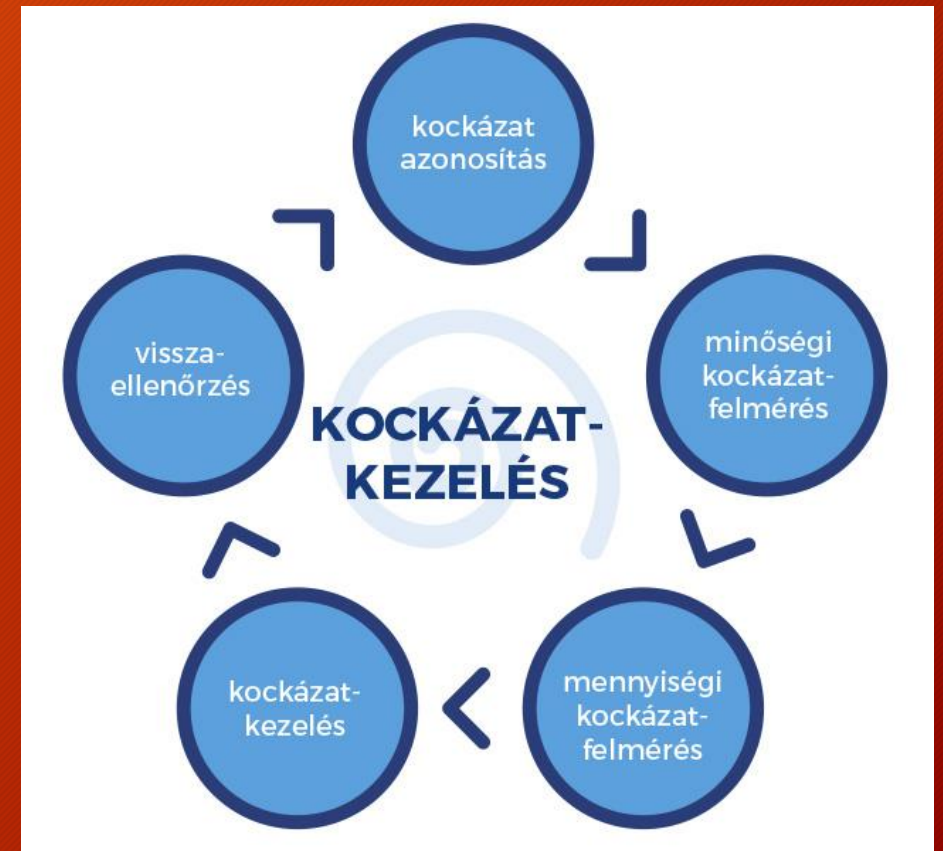 kockázat
azonosítás
minőségi
kockázat-
felmérés
mennyiségi
kockázat-
felmérés
kockázat-
kezelés
vissza-
ellenőrzés
KOCKÁZAT-
KEZELÉS